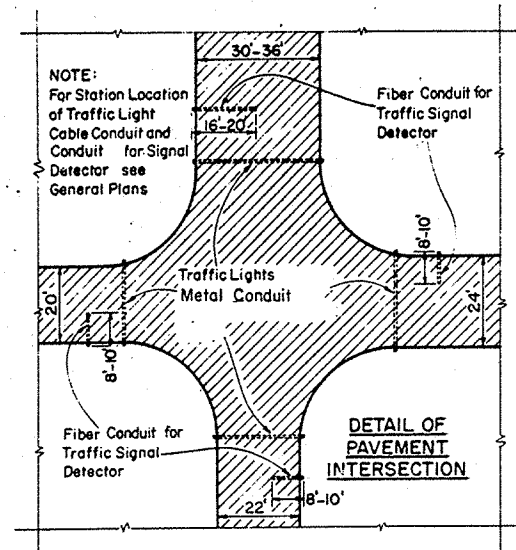 30'-36'
NOTE:
For Station Location
of Traffic Light
Cable Conduit and
Conduit for Signal
Detector see
General Plans
16'-20'
Fiber Conduit for
Traffic Signal
Detector
8'-10'
Traffic Lights
Metal Conduit
20'
24'
8'-10'
Fiber Conduit for
Traffic Signal
Detector
DETAIL OF
PAVEMENT
INTERSECTION
8'-10'
22'